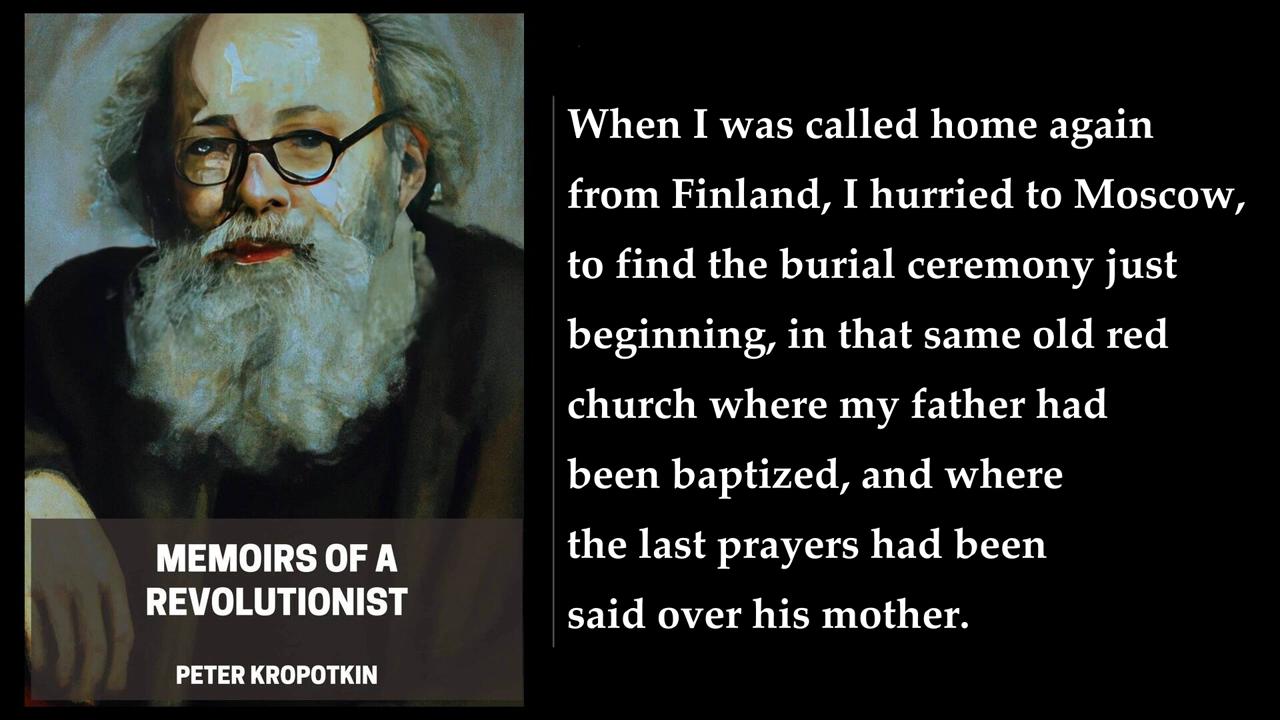 MEMOIRS OF A
REVOLUTIONIST
PETER KROPOTKIN
When I was called home again
from Finland, I hurried to Moscow,
to find the burial ceremony just
beginning, in that same old red
church where my father had
been baptized, and where
the last prayers had been
said over his mother.